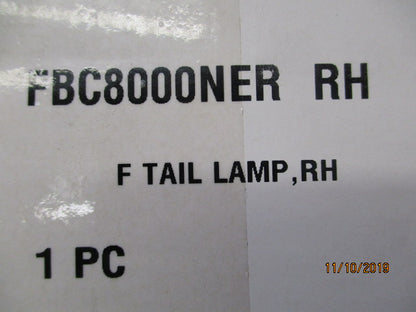 FBC8000NER RH
F TAIL LAMP,RH
1 PC
11/10/2019